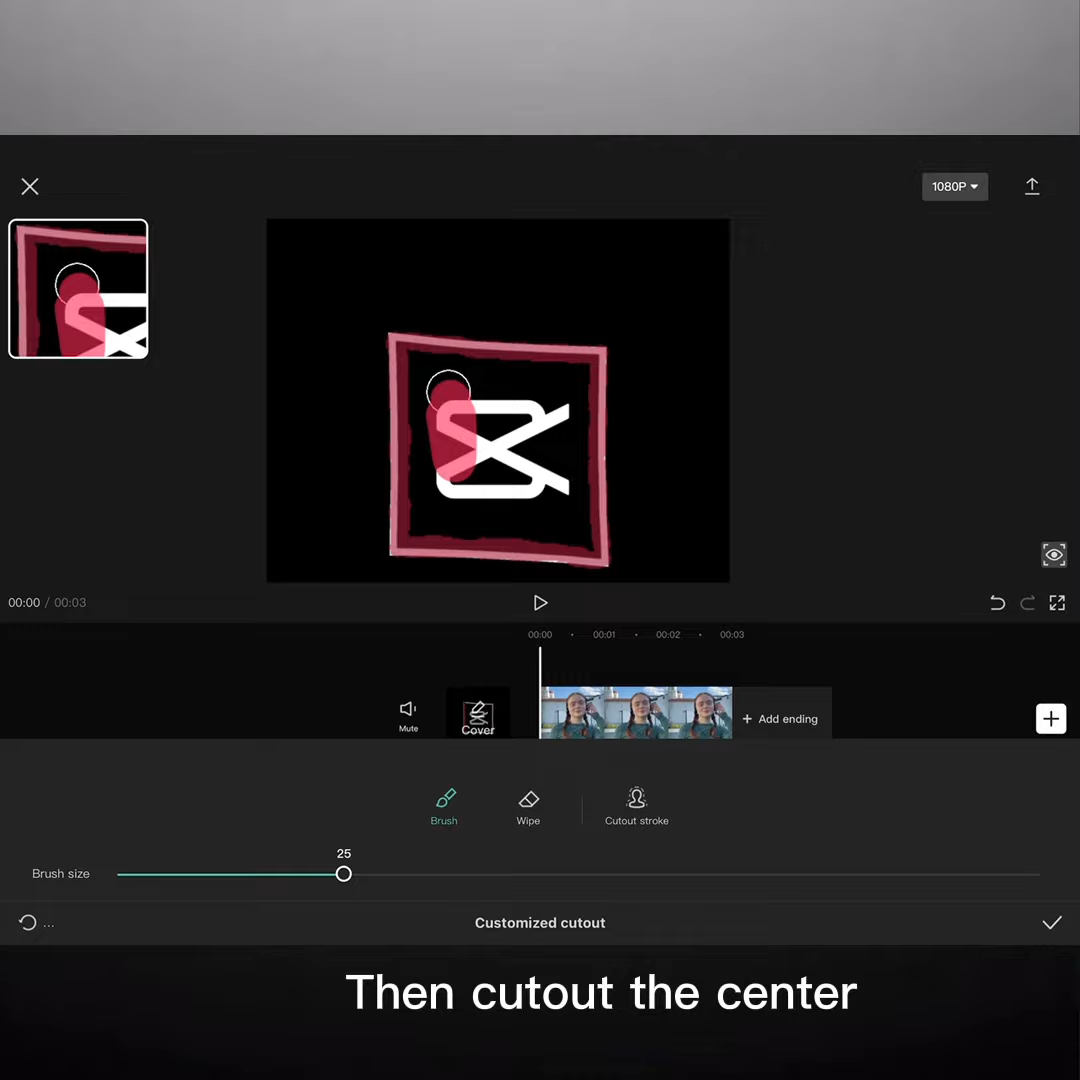 1080P
00:00 / 00:03
00:00
00:01
00:02
00:03
Mute
Cover
+ Add ending
Brush
Wipe
Cutout stroke
25
Brush size
...
Customized cutout
Then cutout the center